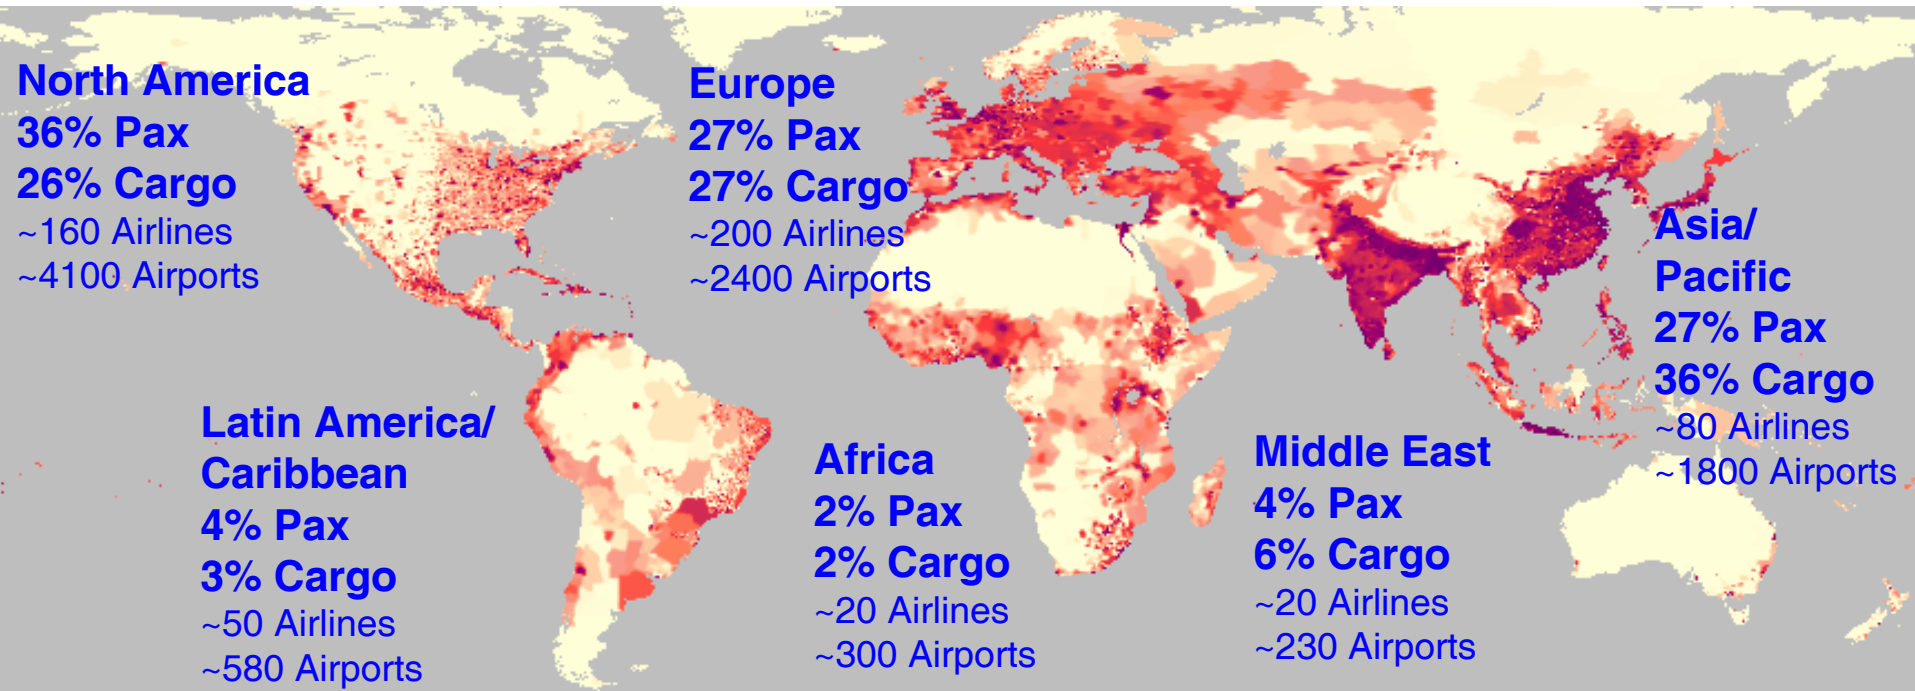 North America
36% Pax
26% Cargo
~160 Airlines
~4100 Airports
Europe
27% Pax
27% Cargo
~200 Airlines
~2400 Airports
Asia/
Pacific
27% Pax
36% Cargo
~80 Airlines
~1800 Airports
Latin America/
Caribbean
4% Pax
3% Cargo
~50 Airlines
~580 Airports
Africa
2% Pax
2% Cargo
~20 Airlines
~300 Airports
Middle East
4% Pax
6% Cargo
~20 Airlines
~230 Airports